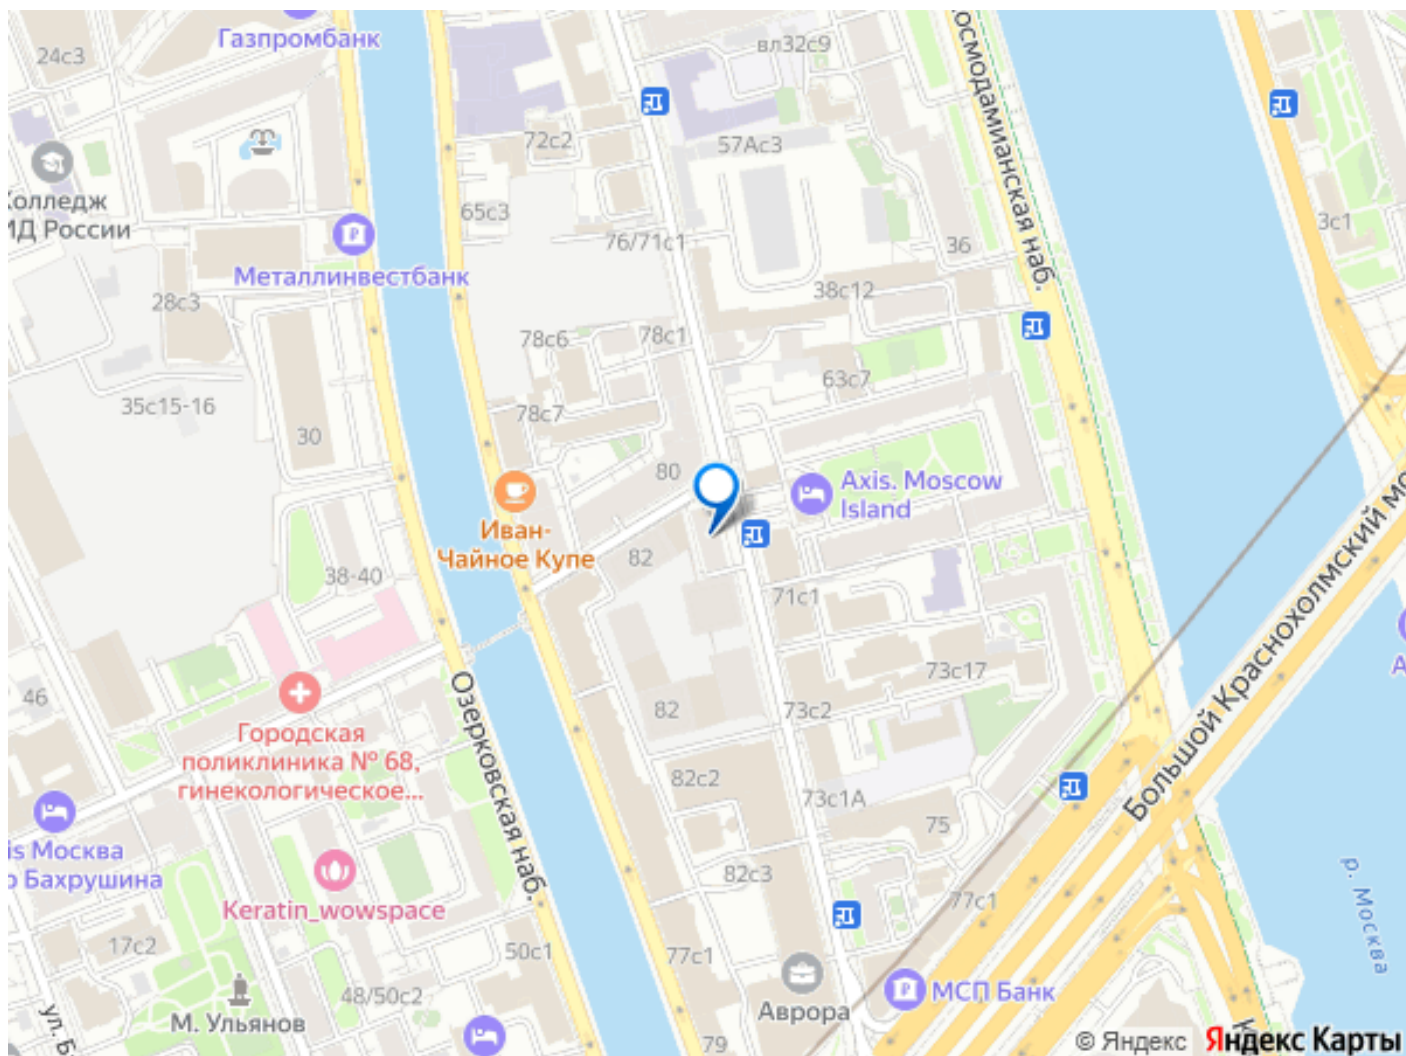 Газпромбанк
24с3
вл32с9
Космодамианская наб.
72с2
57Ас3
Колледж
ИД России
65с3
76/71с1
36
3с1
Металлинвестбанк
28с3
38с12
78с6
78с1
63с7
35с15-16
30
78с7
80
Axis. Moscow
Island
Иван-
Чайное Купе
82
38-40
71с1
Большой Краснохолмский мо
46
73с17
Озерковская наб.
82
73с2
Городская
поликлиника № 68,
гинекологическое...
82с2
73с1А
75
is Москва
о Бахрушина
82с3
77с1
Keratin_wowspace
р. Москва
17с2
50с1
77с1
48/50с2
МСП Банк
Аврора
М. Ульянов
ул. Б
79
© Яндекс Яндекс Карты